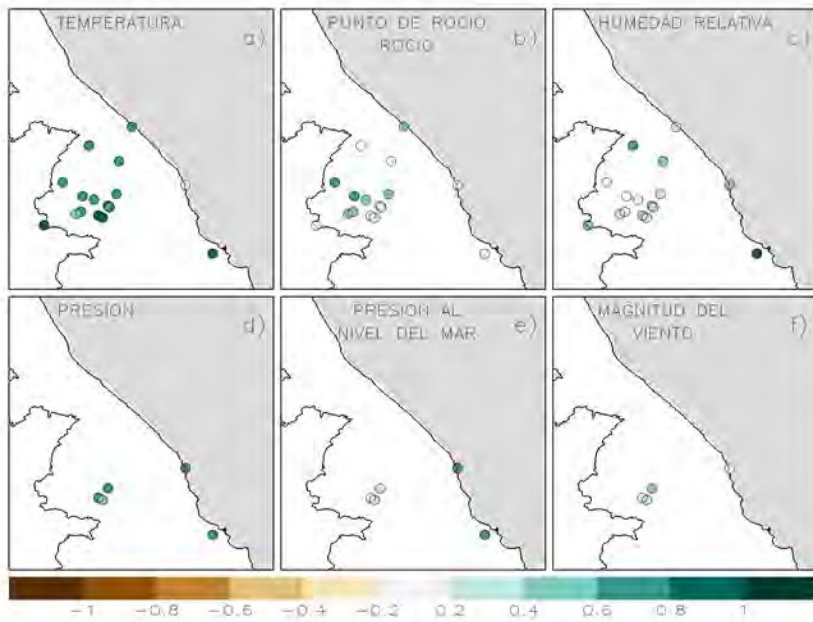 TEMPERATURA
a)
PUNTO DE ROCIO
ROCIO
b)
HUMEDAD RELATIVA
c)
PRESION
d)
PRESION AL
NIVEL DEL MAR
e)
MAGNITUD DEL
VIENTO
f)
-1 -0.8 -0.6 -0.4 -0.2 0.2 0.4 0.6 0.8 1